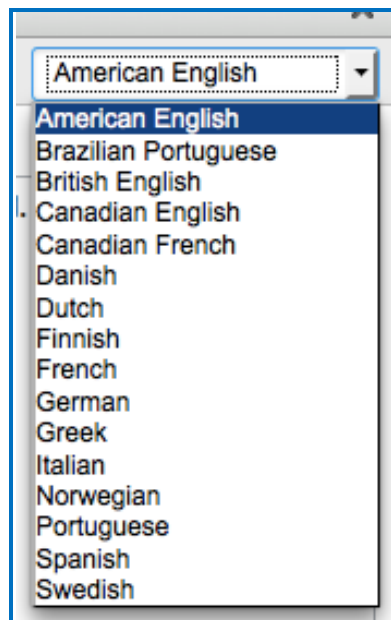 American English
American English
Brazilian Portuguese
British English
Canadian English
Canadian French
Danish
Dutch
Finnish
French
German
Greek
Italian
Norwegian
Portuguese
Spanish
Swedish